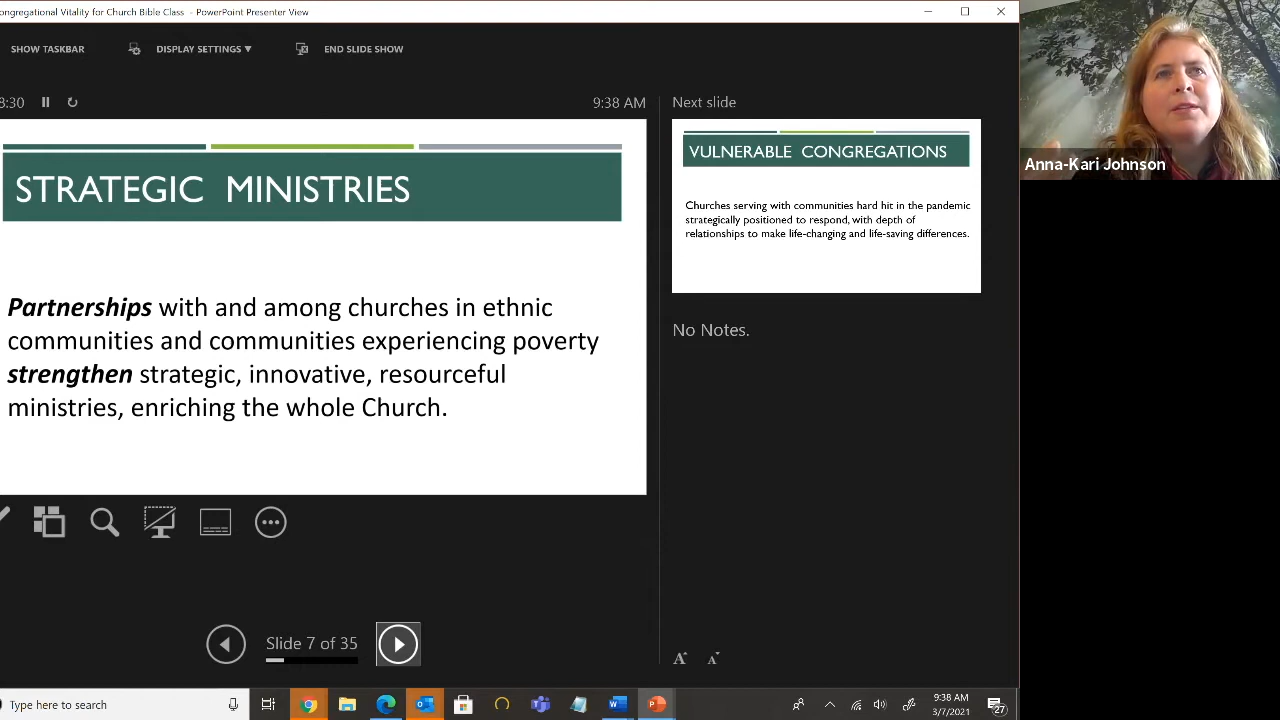 ongregational Vitality for Church Bible Class - PowerPoint Presenter View
SHOW TASKBAR
DISPLAY SETTINGS ▼
END SLIDE SHOW
8:30
9:38 AM
STRATEGIC MINISTRIES
Partnerships with and among churches in ethnic
communities and communities experiencing poverty
strengthen strategic, innovative, resourceful
ministries, enriching the whole Church.
Next slide
VULNERABLE CONGREGATIONS
Churches serving with communities hard hit in the pandemic
strategically positioned to respond, with depth of
relationships to make life-changing and life-saving differences.
No Notes.
Anna-Kari Johnson
Slide 7 of 35
A A
Type here to search
9:38 AM
3/7/2021
27